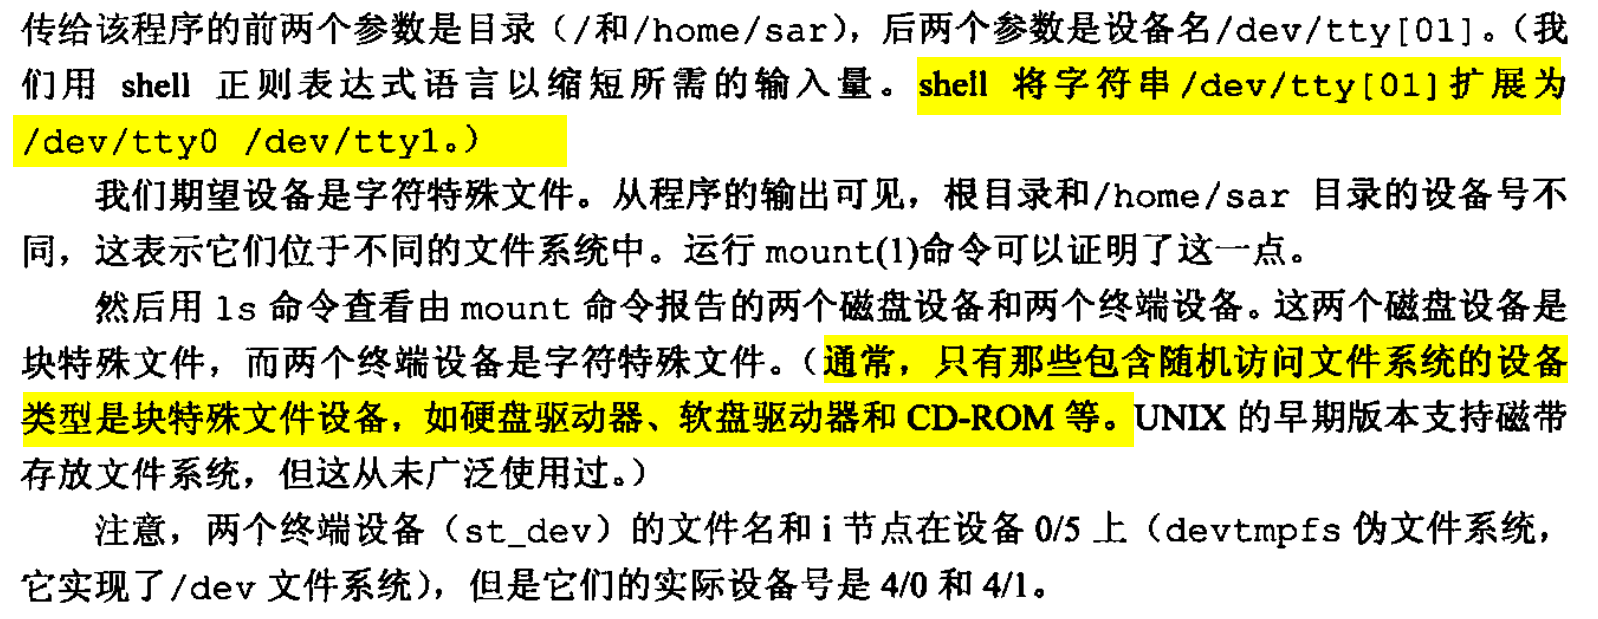 传给该程序的前两个参数是目录（/和/home/sar），后两个参数是设备名/dev/tty[01]。（我
们用 shell 正则表达式语言以缩短所需的输入量。shell 将字符串/dev/tty[01]扩展为
/dev/tty0 /dev/tty1。）
我们期望设备是字符特殊文件。从程序的输出可见，根目录和/home/sar 目录的设备号不
同，这表示它们位于不同的文件系统中。运行mount(1)命令可以证明了这一点。
然后用 ls 命令查看由 mount 命令报告的两个磁盘设备和两个终端设备。这两个磁盘设备是
块特殊文件，而两个终端设备是字符特殊文件。（通常，只有那些包含随机访问文件系统的设备
类型是块特殊文件设备，如硬盘驱动器、软盘驱动器和 CD-ROM 等。UNIX 的早期版本支持磁带
存放文件系统，但这从未广泛使用过。）
注意，两个终端设备（st_dev）的文件名和 i 节点在设备 0/5 上（devtmpfs 伪文件系统，
它实现了/dev 文件系统），但是它们的实际设备号是 4/0 和 4/1。